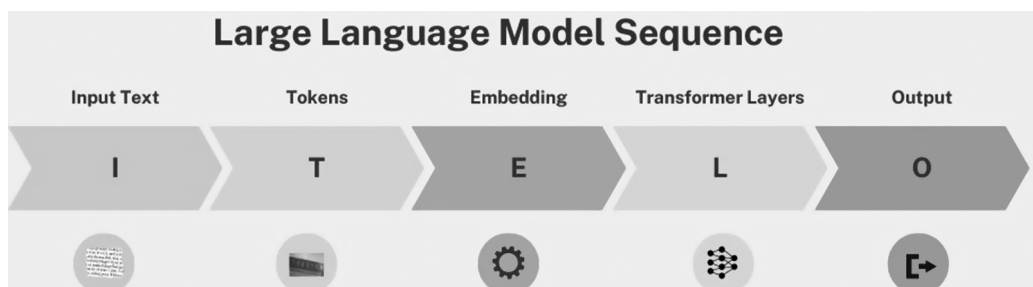 Large Language Model Sequence
Input Text Tokens Embedding Transformer Layers Output
I T E L O